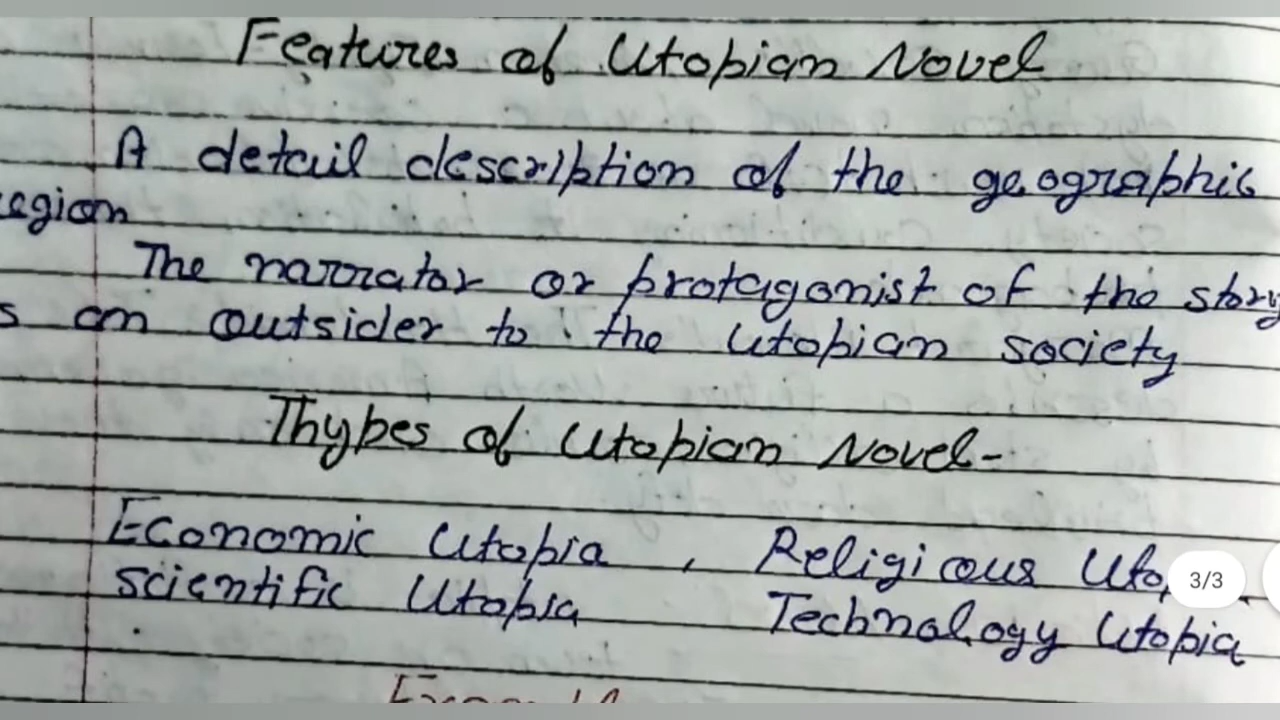 Features of Utopian Novel
A detail description of the geographic
egion
The narrator or protagonist of the story
s an outsider to the Utopian society
Thypes of Utopian Novel-
Economic Utopia , Religious Uto
scientific Utopia Technology Utopia
3/3